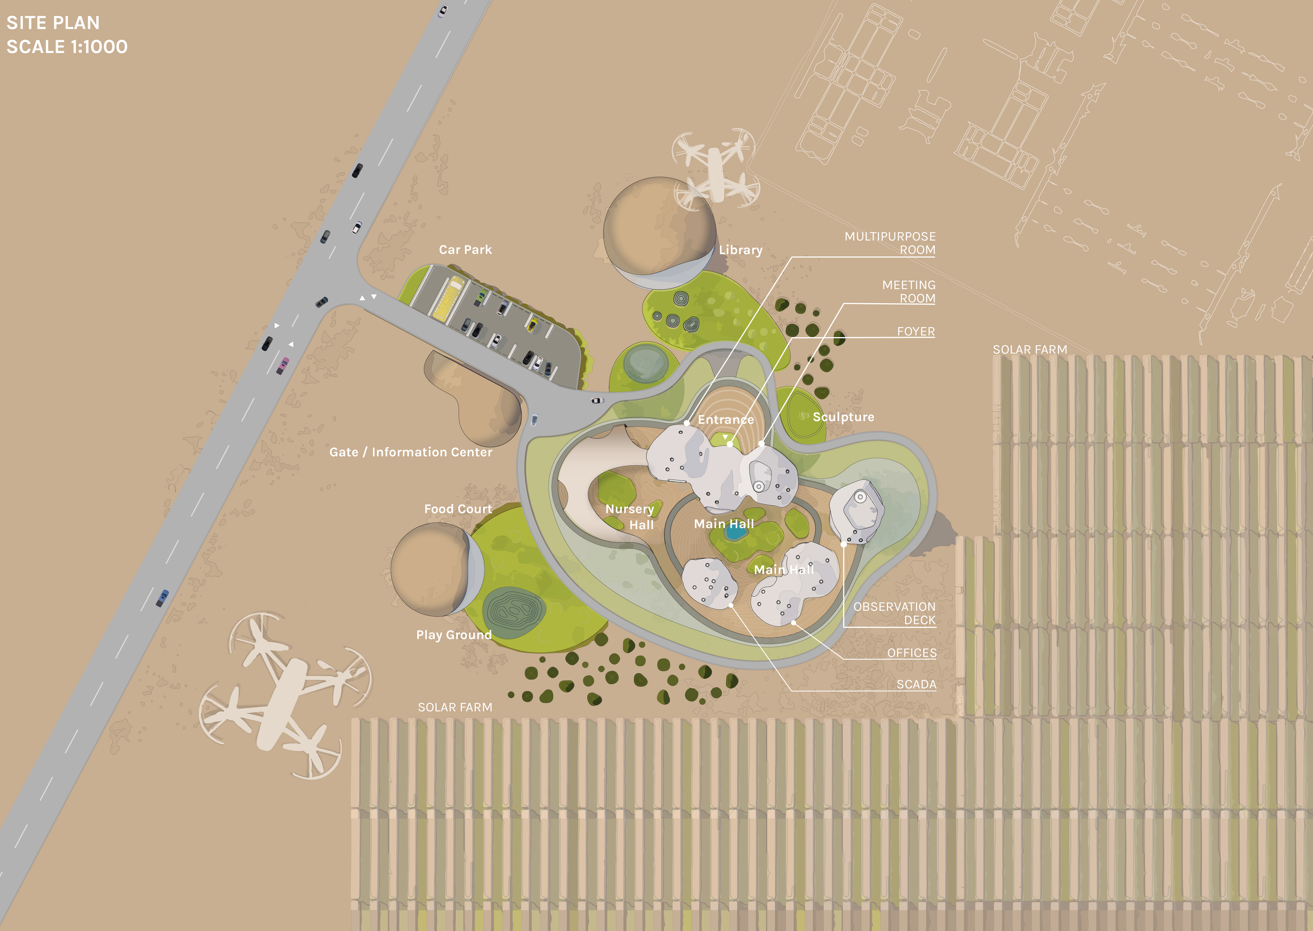 SITE PLAN
SCALE 1:1000
MULTIPURPOSE
ROOM
Car Park
Library
MEETING
ROOM
FOYER
SOLAR FARM
Entrance
Sculpture
Gate / Information Center
Food Court
Nursery
Hall
Main Hall
Main Hall
OBSERVATION
DECK
Play Ground
OFFICES
SCADA
SOLAR FARM